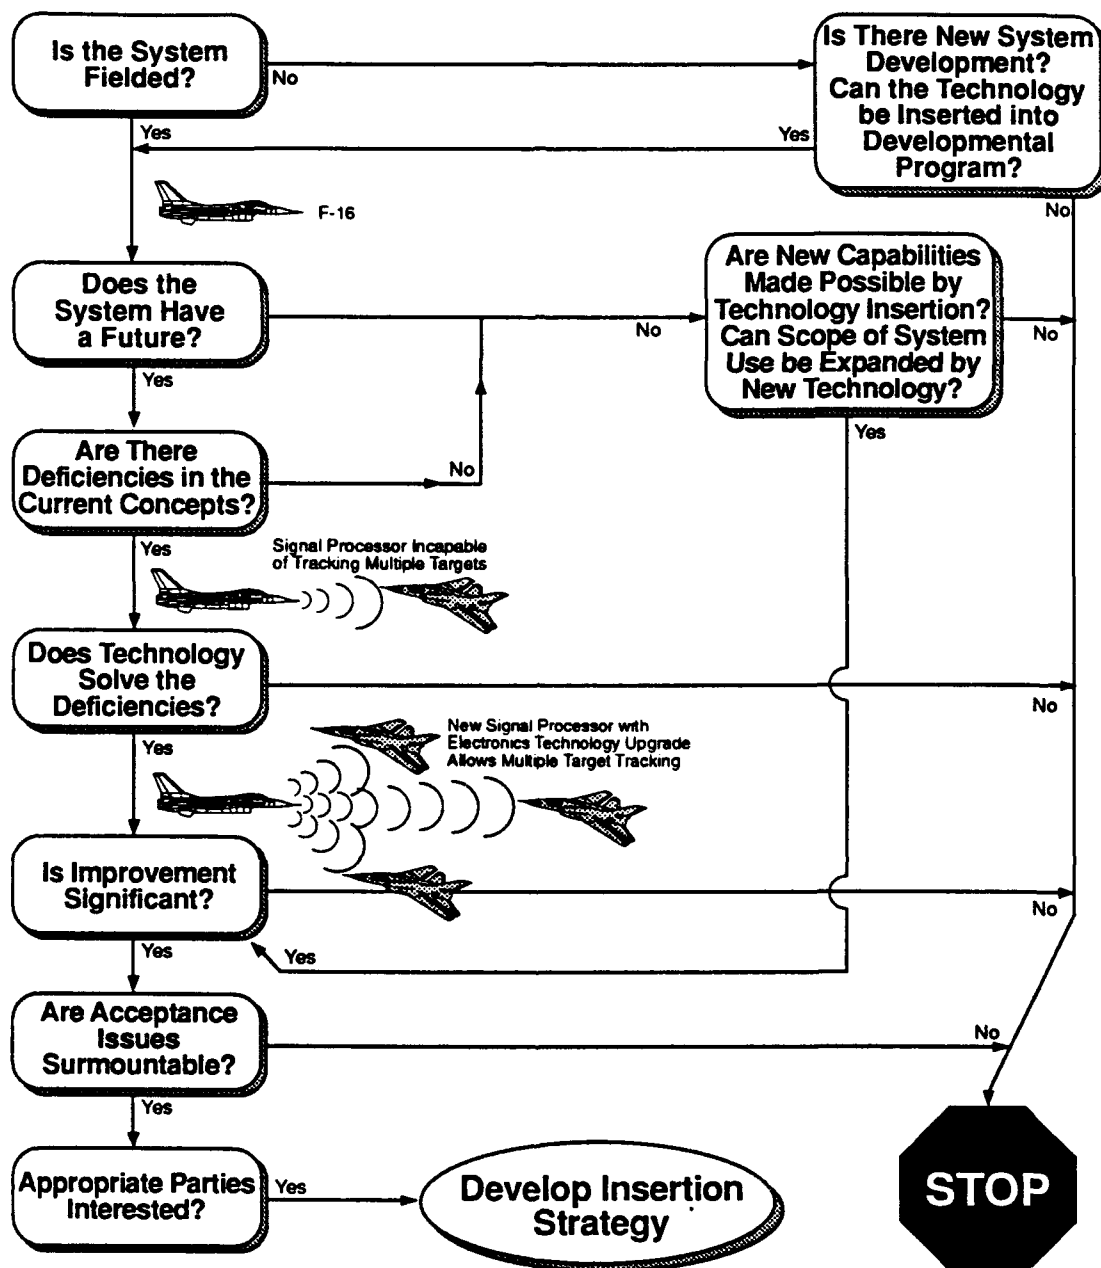 Is the System
Fielded?
No
Is There New System
Development?
Can the Technology
be Inserted into
Developmental
Program?
Yes
Yes
No
F-16
Does the
System Have
a Future?
No
Are New Capabilities
Made Possible by
Technology Insertion?
Can Scope of System
Use be Expanded by
New Technology?
No
Yes
Yes
Are There
Deficiencies in the
Current Concepts?
No
Yes
Signal Processor Incapable
of Tracking Multiple Targets
Does Technology
Solve the
Deficiencies?
No
Yes
New Signal Processor with
Electronics Technology Upgrade
Allows Multiple Target Tracking
Is Improvement
Significant?
No
Yes
Yes
Are Acceptance
Issues
Surmountable?
No
Yes
Appropriate Parties
Interested?
Yes
Develop Insertion
Strategy
STOP